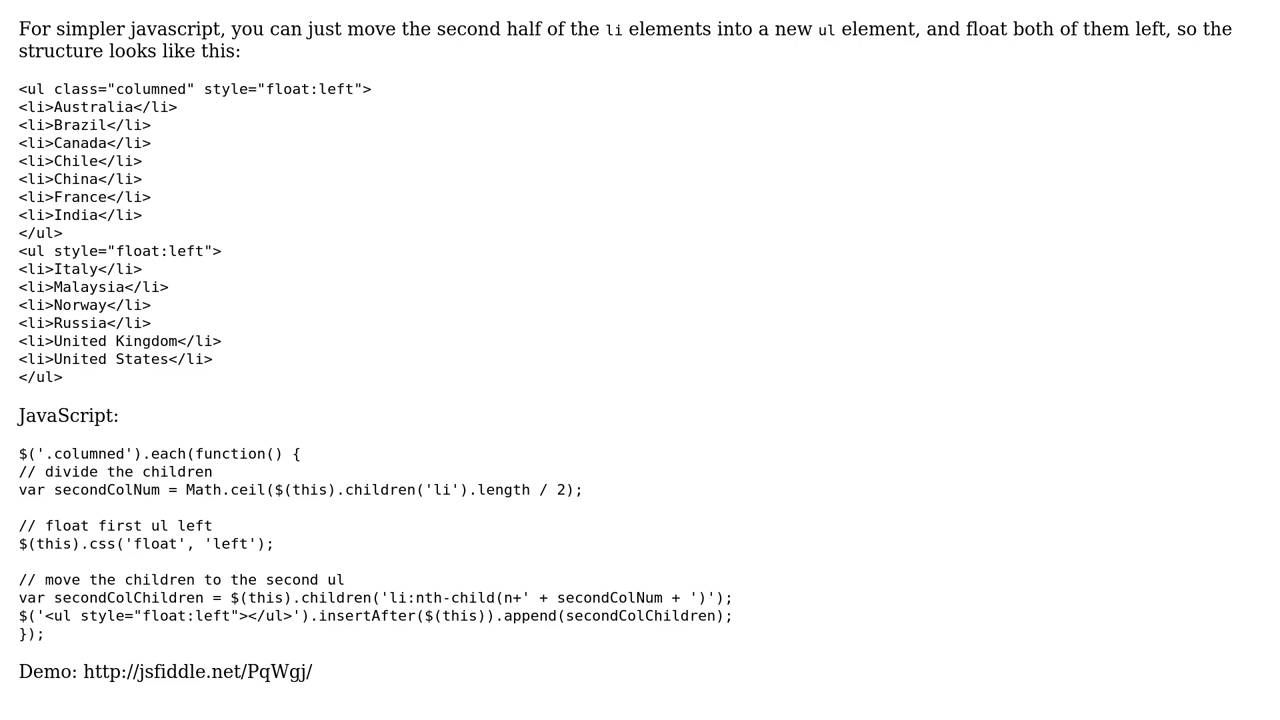 For simpler javascript, you can just move the second half of the li elements into a new ul element, and float both of them left, so the
structure looks like this:
<ul class="columned" style="float:left">
<li>Australia</li>
<li>Brazil</li>
<li>Canada</li>
<li>Chile</li>
<li>China</li>
<li>France</li>
<li>India</li>
</ul>
<ul style="float:left">
<li>Italy</li>
<li>Malaysia</li>
<li>Norway</li>
<li>Russia</li>
<li>United Kingdom</li>
<li>United States</li>
</ul>
JavaScript:
$('.columned').each(function() {
// divide the children
var secondColNum = Math.ceil($(this).children('li').length / 2);
// float first ul left
$(this).css('float', 'left');
// move the children to the second ul
var secondColChildren = $(this).children('li:nth-child(n+' + secondColNum + ')');
$('<ul style="float:left"></ul>').insertAfter($(this)).append(secondColChildren);
});
Demo: http://jsfiddle.net/PqWgj/